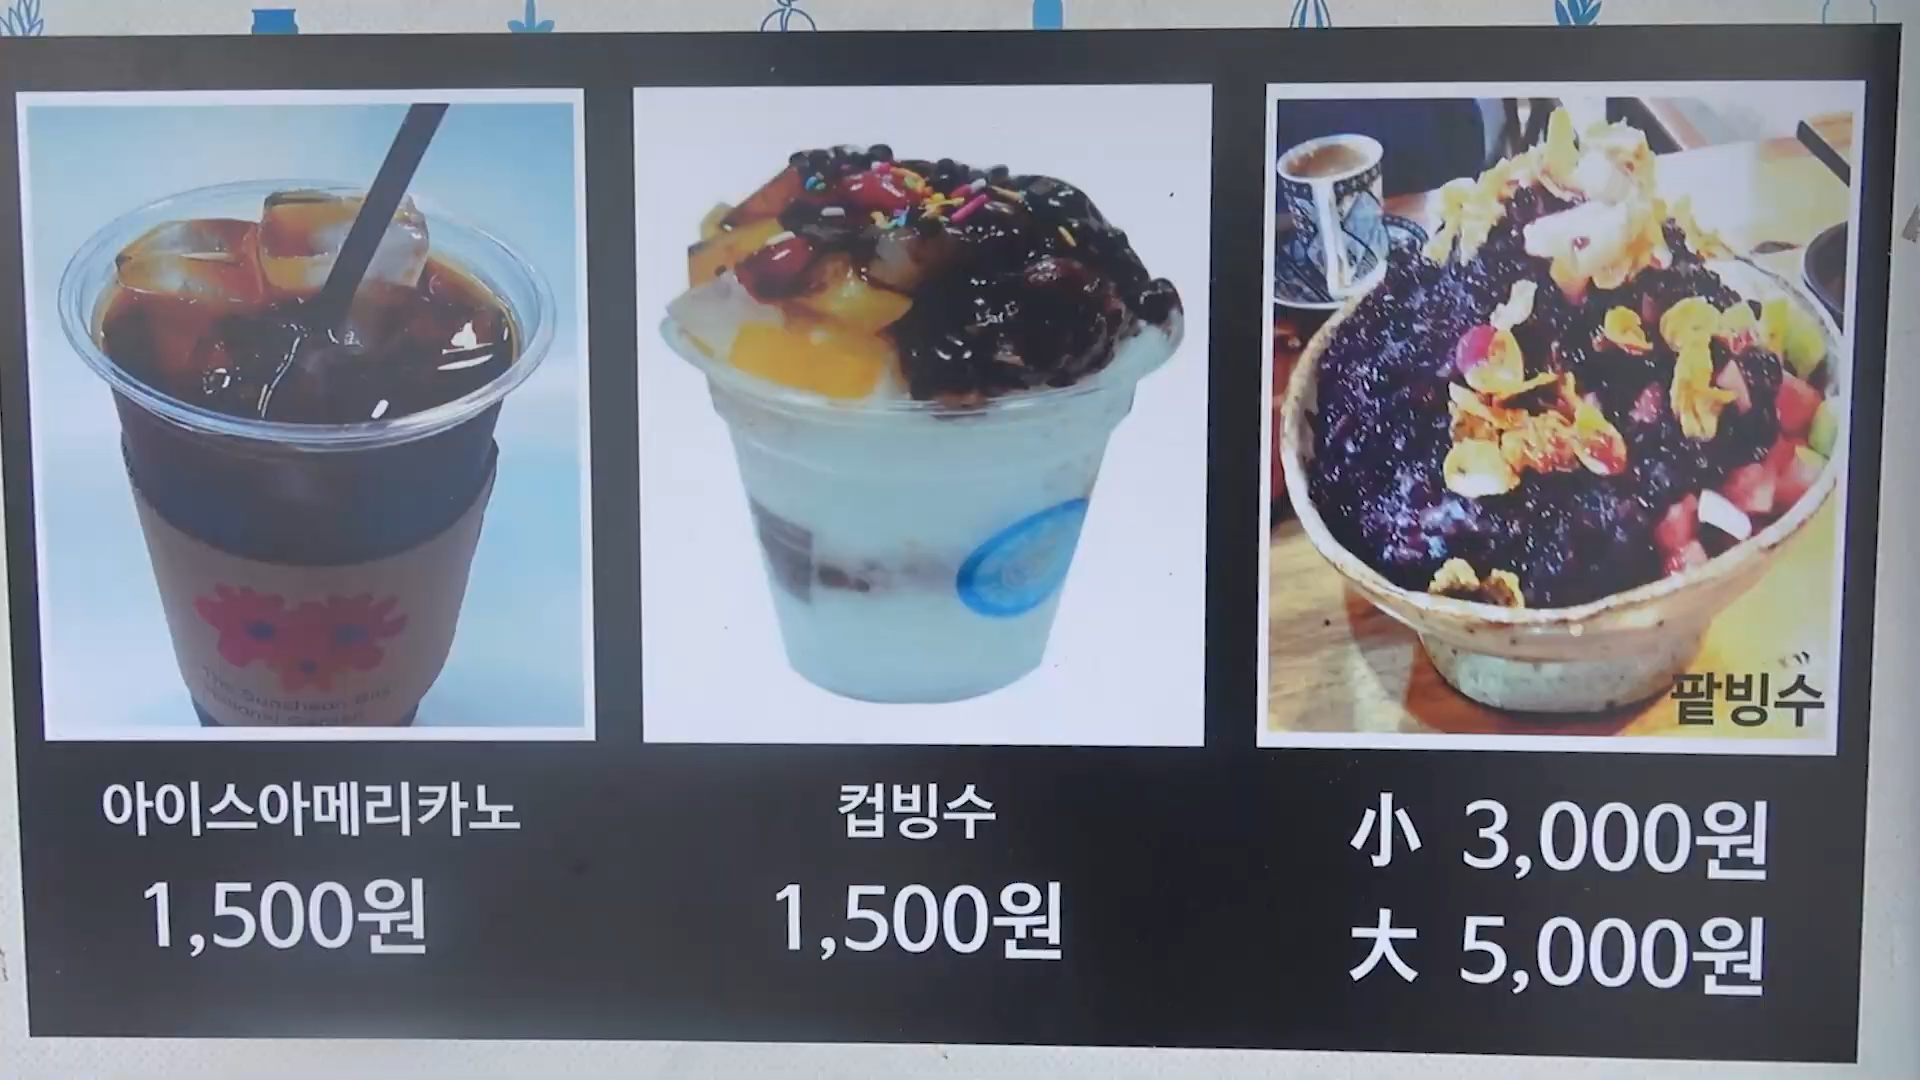 아이스아메리카노
1,500원
컵빙수
1,500원
팥빙수
小 3,000원
大 5,000원